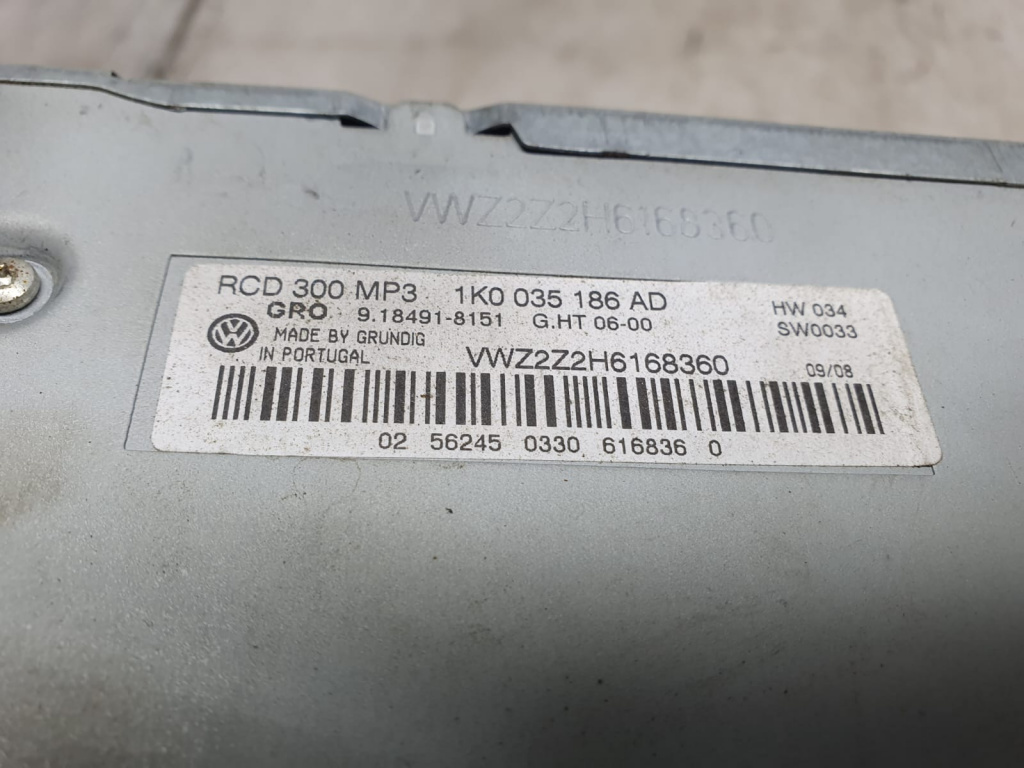 VWZ2Z2H6168360
RCD 300 MP3 1K0 035 186 AD HW 034
GRO 9.18491-8151 G.HT 06-00 SW0033
MADE BY GRUNDIG
IN PORTUGAL VWZ2Z2H6168360 09/08
02 56245 0330 616836 0